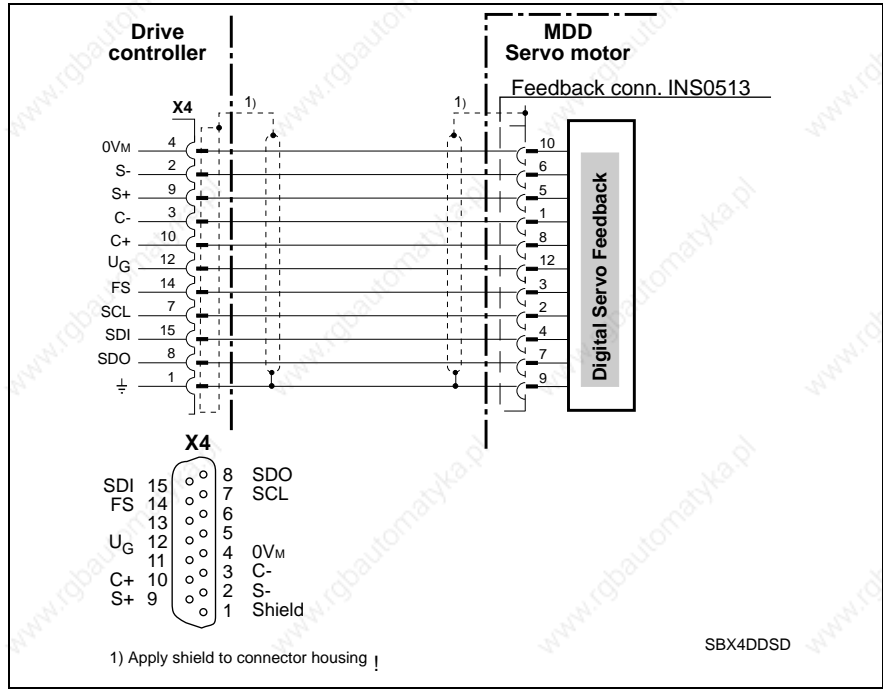 Drive
controller
MDD
Servo motor
Feedback conn. INS0513
X4
1)
1)
0VM 4 10
S- 2 6
S+ 9 5
C- 3 1
C+ 10 8
UG 12 12
FS 14 3
SCL 7 2
SDI 15 4
SDO 8 7
1 9
Digital Servo Feedback
X4
8 SDO
SDI 15
7 SCL
FS 14
6
13
5
UG 12
4 0VM
11
3 C-
C+ 10
2 S-
S+ 9
1 Shield
1) Apply shield to connector housing !
SBX4DDSD
www.rgbautomatyka.pl